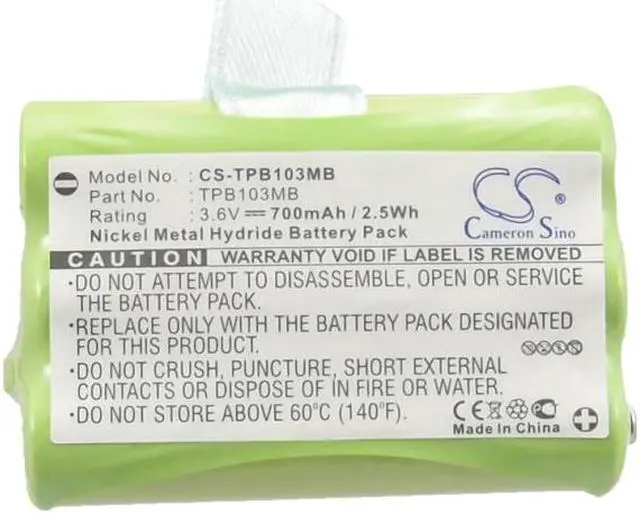 Model No. : CS-TPB103MB
Part No. : TPB103MB
Rating : 3.6V 700mAh / 2.5Wh
Nickel Metal Hydride Battery Pack
CS
Cameron Sino
CAUTION WARRANTY VOID IF LABEL IS REMOVED
•DO NOT ATTEMPT TO DISASSEMBLE, OPEN OR SERVICE
THE BATTERY PACK.
•REPLACE ONLY WITH THE BATTERY PACK DESIGNATED
FOR THIS PRODUCT.
•DO NOT CRUSH, PUNCTURE, SHORT EXTERNAL
CONTACTS OR DISPOSE OF IN FIRE OR WATER.
•DO NOT STORE ABOVE 60°C (140°F).
CE PC
Made In China